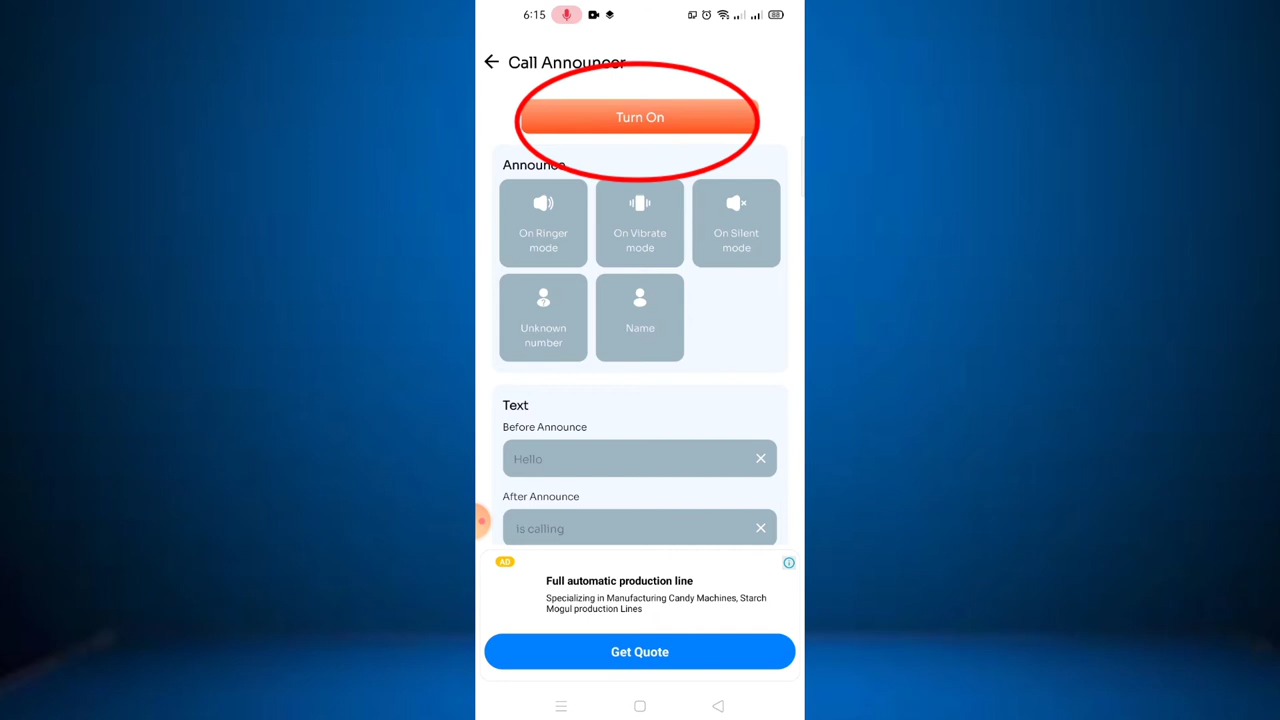 6:15
88
Call Announcer
Turn On
Announce
On Ringer
mode
On Vibrate
mode
On Silent
mode
Unknown
number
Name
Text
Before Announce
Hello
After Announce
is calling
AD
Full automatic production line
Specializing in Manufacturing Candy Machines, Starch
Mogul production Lines
Get Quote